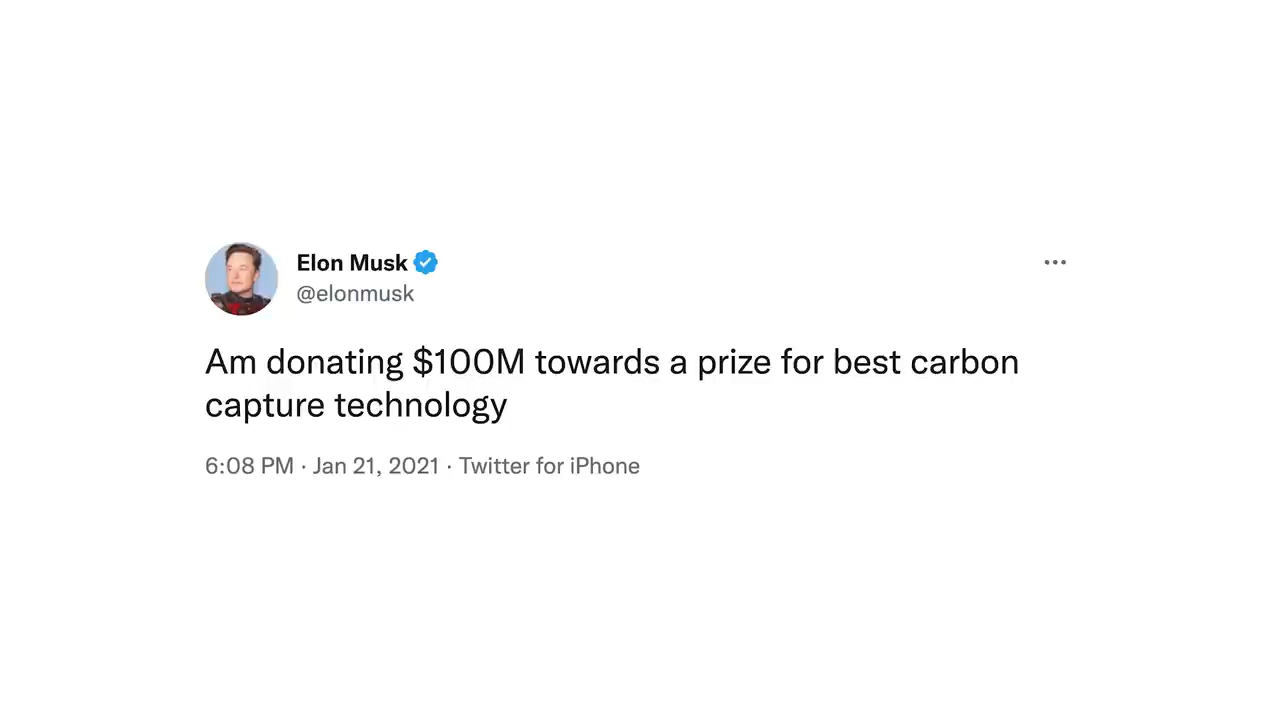 Elon Musk
@elonmusk
Am donating $100M towards a prize for best carbon
capture technology
6:08 PM · Jan 21, 2021 · Twitter for iPhone